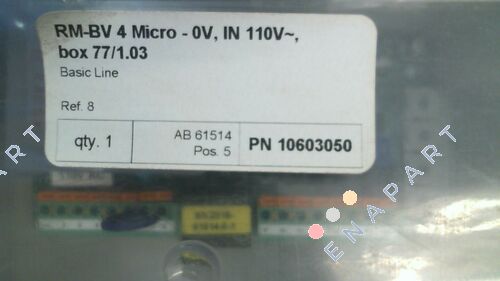 RM-BV 4 Micro - 0V, IN 110V~,
box 77/1.03
Basic Line
Ref. 8
qty. 1
AB 61514
Pos. 5
PN 10603050
ENAPART
ENAPART